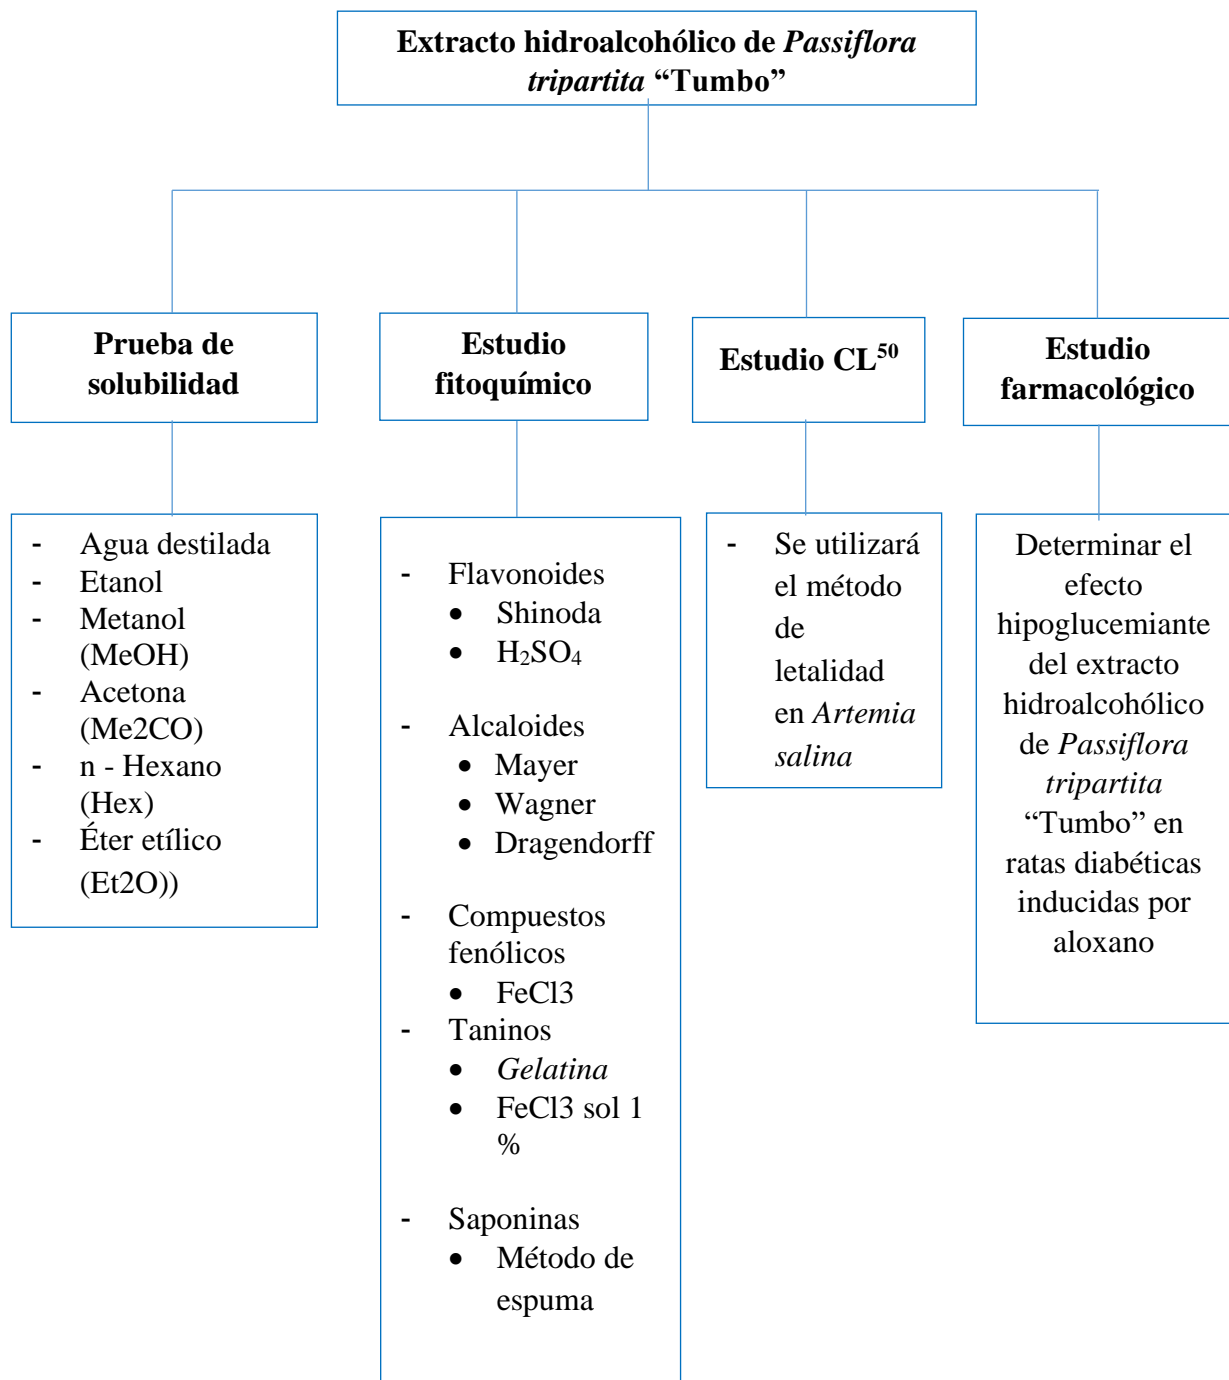 Extracto hidroalcohólico de Passiflora
tripartita “Tumbo”
Prueba de
solubilidad
Estudio
fitoquímico
Estudio CL⁵⁰
Estudio
farmacológico
- Agua destilada
- Etanol
- Metanol
(MeOH)
- Acetona
(Me2CO)
- n - Hexano
(Hex)
- Éter etílico
(Et2O))
- Flavonoides
• Shinoda
• H₂SO₄
- Alcaloides
• Mayer
• Wagner
• Dragendorff
- Compuestos
fenólicos
• FeCl3
- Taninos
• Gelatina
• FeCl3 sol 1
%
- Saponinas
• Método de
espuma
- Se utilizará
el método
de
letalidad
en Artemia
salina
Determinar el
efecto
hipoglucemiante
del extracto
hidroalcohólico
de Passiflora
tripartita
“Tumbo” en
ratas diabéticas
inducidas por
aloxano